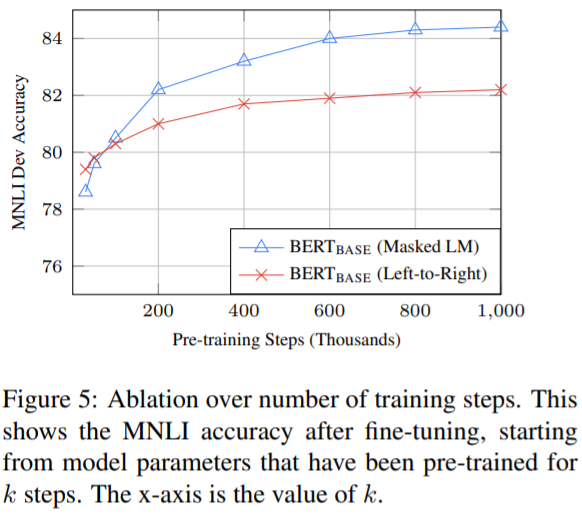 84
82
80
78
76
MNLI Dev Accuracy
BERT_BASE (Masked LM)
BERT_BASE (Left-to-Right)
200 400 600 800 1,000
Pre-training Steps (Thousands)
Figure 5: Ablation over number of training steps. This
shows the MNLI accuracy after fine-tuning, starting
from model parameters that have been pre-trained for
k steps. The x-axis is the value of k.